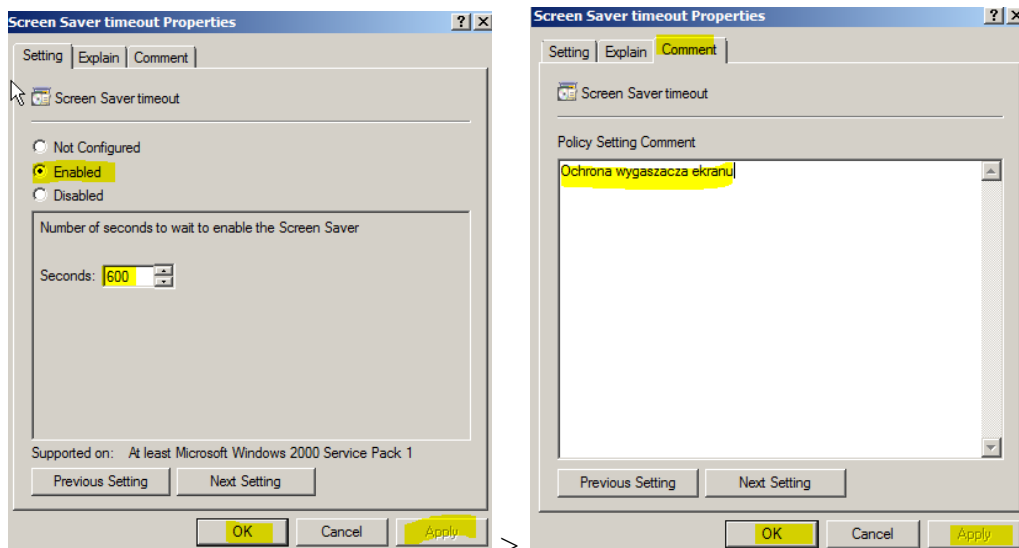 Screen Saver timeout Properties
Setting Explain Comment
Screen Saver timeout
Not Configured
Enabled
Disabled
Number of seconds to wait to enable the Screen Saver
Seconds: 600
Supported on: At least Microsoft Windows 2000 Service Pack 1
Previous Setting Next Setting
OK Cancel Apply
>
Screen Saver timeout Properties
Setting Explain Comment
Screen Saver timeout
Policy Setting Comment
Ochrona wygaszacza ekranu
Previous Setting Next Setting
OK Cancel Apply